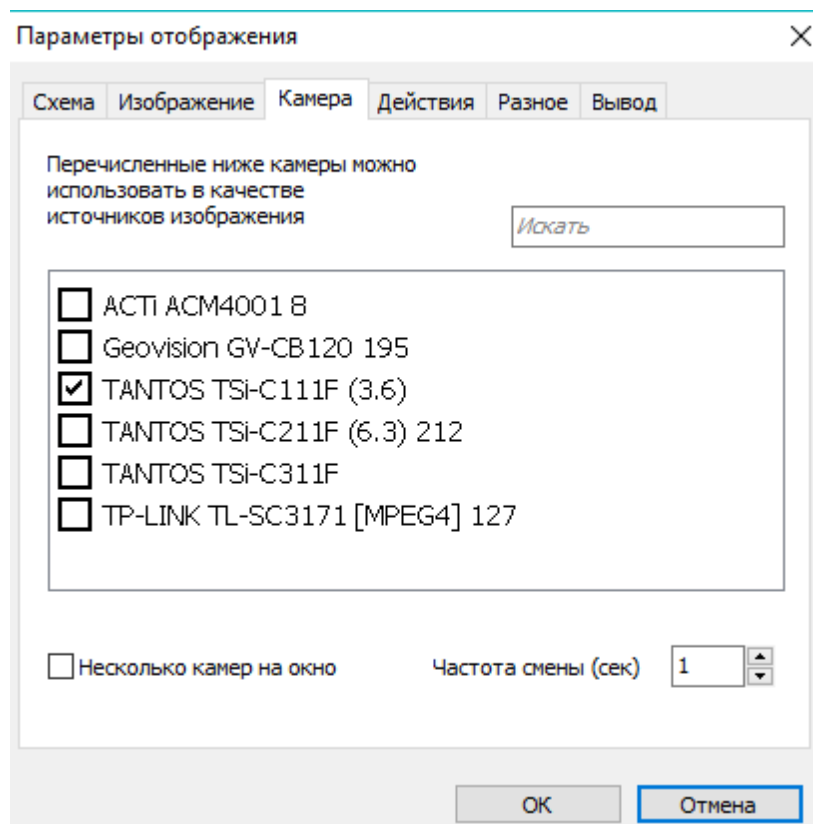 Параметры отображения
Схема Изображение Камера Действия Разное Вывод
Перечисленные ниже камеры можно
использовать в качестве
источников изображения
Искать
ACTi ACM4001 8
Geovision GV-CB120 195
TANTOS TSi-C111F (3.6)
TANTOS TSi-C211F (6.3) 212
TANTOS TSi-C311F
TP-LINK TL-SC3171 [MPEG4] 127
Несколько камер на окно Частота смены (сек) 1
ОК Отмена